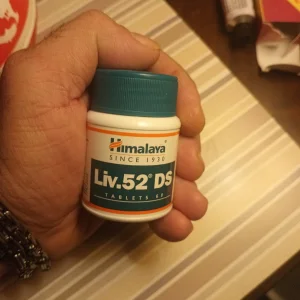 Himalaya
SINCE 1930
Liv.52® DS
TABLETS 60